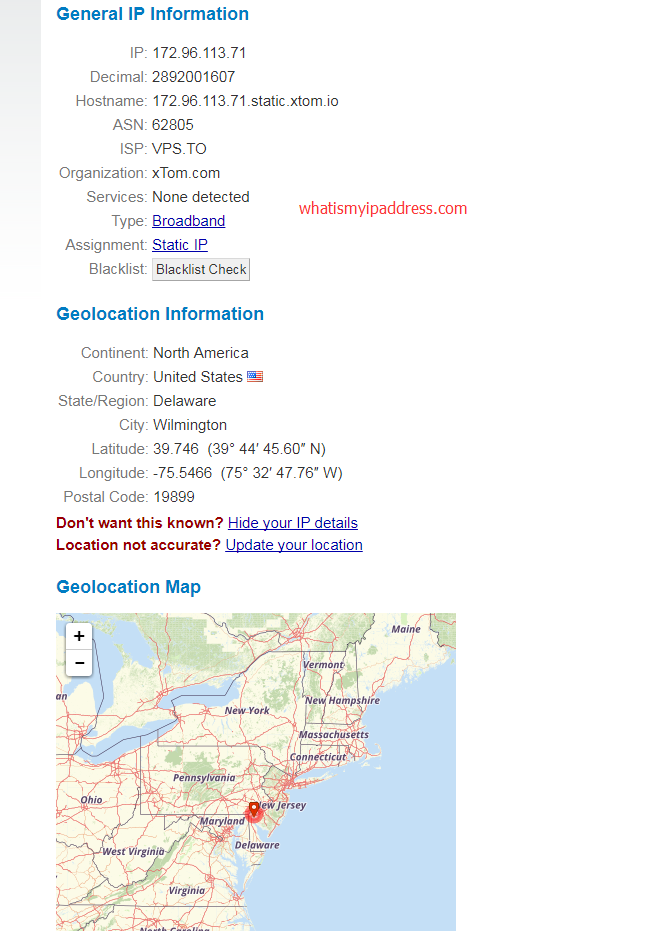 General IP Information
IP: 172.96.113.71
Decimal: 2892001607
Hostname: 172.96.113.71.static.xtom.io
ASN: 62805
ISP: VPS.TO
Organization: xTom.com
Services: None detected
whatismyipaddress.com
Type: Broadband
Assignment: Static IP
Blacklist: Blacklist Check
Geolocation Information
Continent: North America
Country: United States
State/Region: Delaware
City: Wilmington
Latitude: 39.746 (39° 44′ 45.60″ N)
Longitude: -75.5466 (75° 32′ 47.76″ W)
Postal Code: 19899
Don't want this known? Hide your IP details
Location not accurate? Update your location
Geolocation Map
+
−
Maine
Vermont
New Hampshire
New York
Massachusetts
Connecticut
Pennsylvania
Ohio
ew Jersey
Maryland
Delaware
West Virginia
Virginia
North Carolina